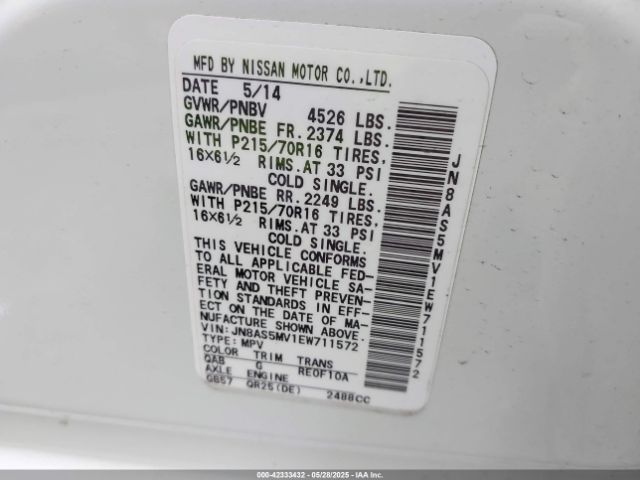 MFD BY NISSAN MOTOR CO.,LTD.
DATE 5/14
GVWR/PNBV 4526 LBS.
GAWR/PNBE FR. 2374 LBS.
WITH P215/70R16 TIRES,
16X6½ RIMS. AT 33 PSI
COLD SINGLE.
GAWR/PNBE RR. 2249 LBS.
WITH P215/70R16 TIRES,
16X6½ RIMS. AT 33 PSI
COLD SINGLE.
THIS VEHICLE CONFORMS
TO ALL APPLICABLE FED-
ERAL MOTOR VEHICLE SA-
FETY AND THEFT PREVEN-
TION STANDARDS IN EFF-
ECT ON THE DATE OF MA-
NUFACTURE SHOWN ABOVE.
VIN: JN8AS5MV1EW711572
TYPE: MPV
COLOR TRIM TRANS
QAB G RE0F10A
AXLE ENGINE
GB57 QR25(DE) 2488CC
JN8AS5MV1EW711572
000-42333432 - 05/28/2025 - IAA Inc.